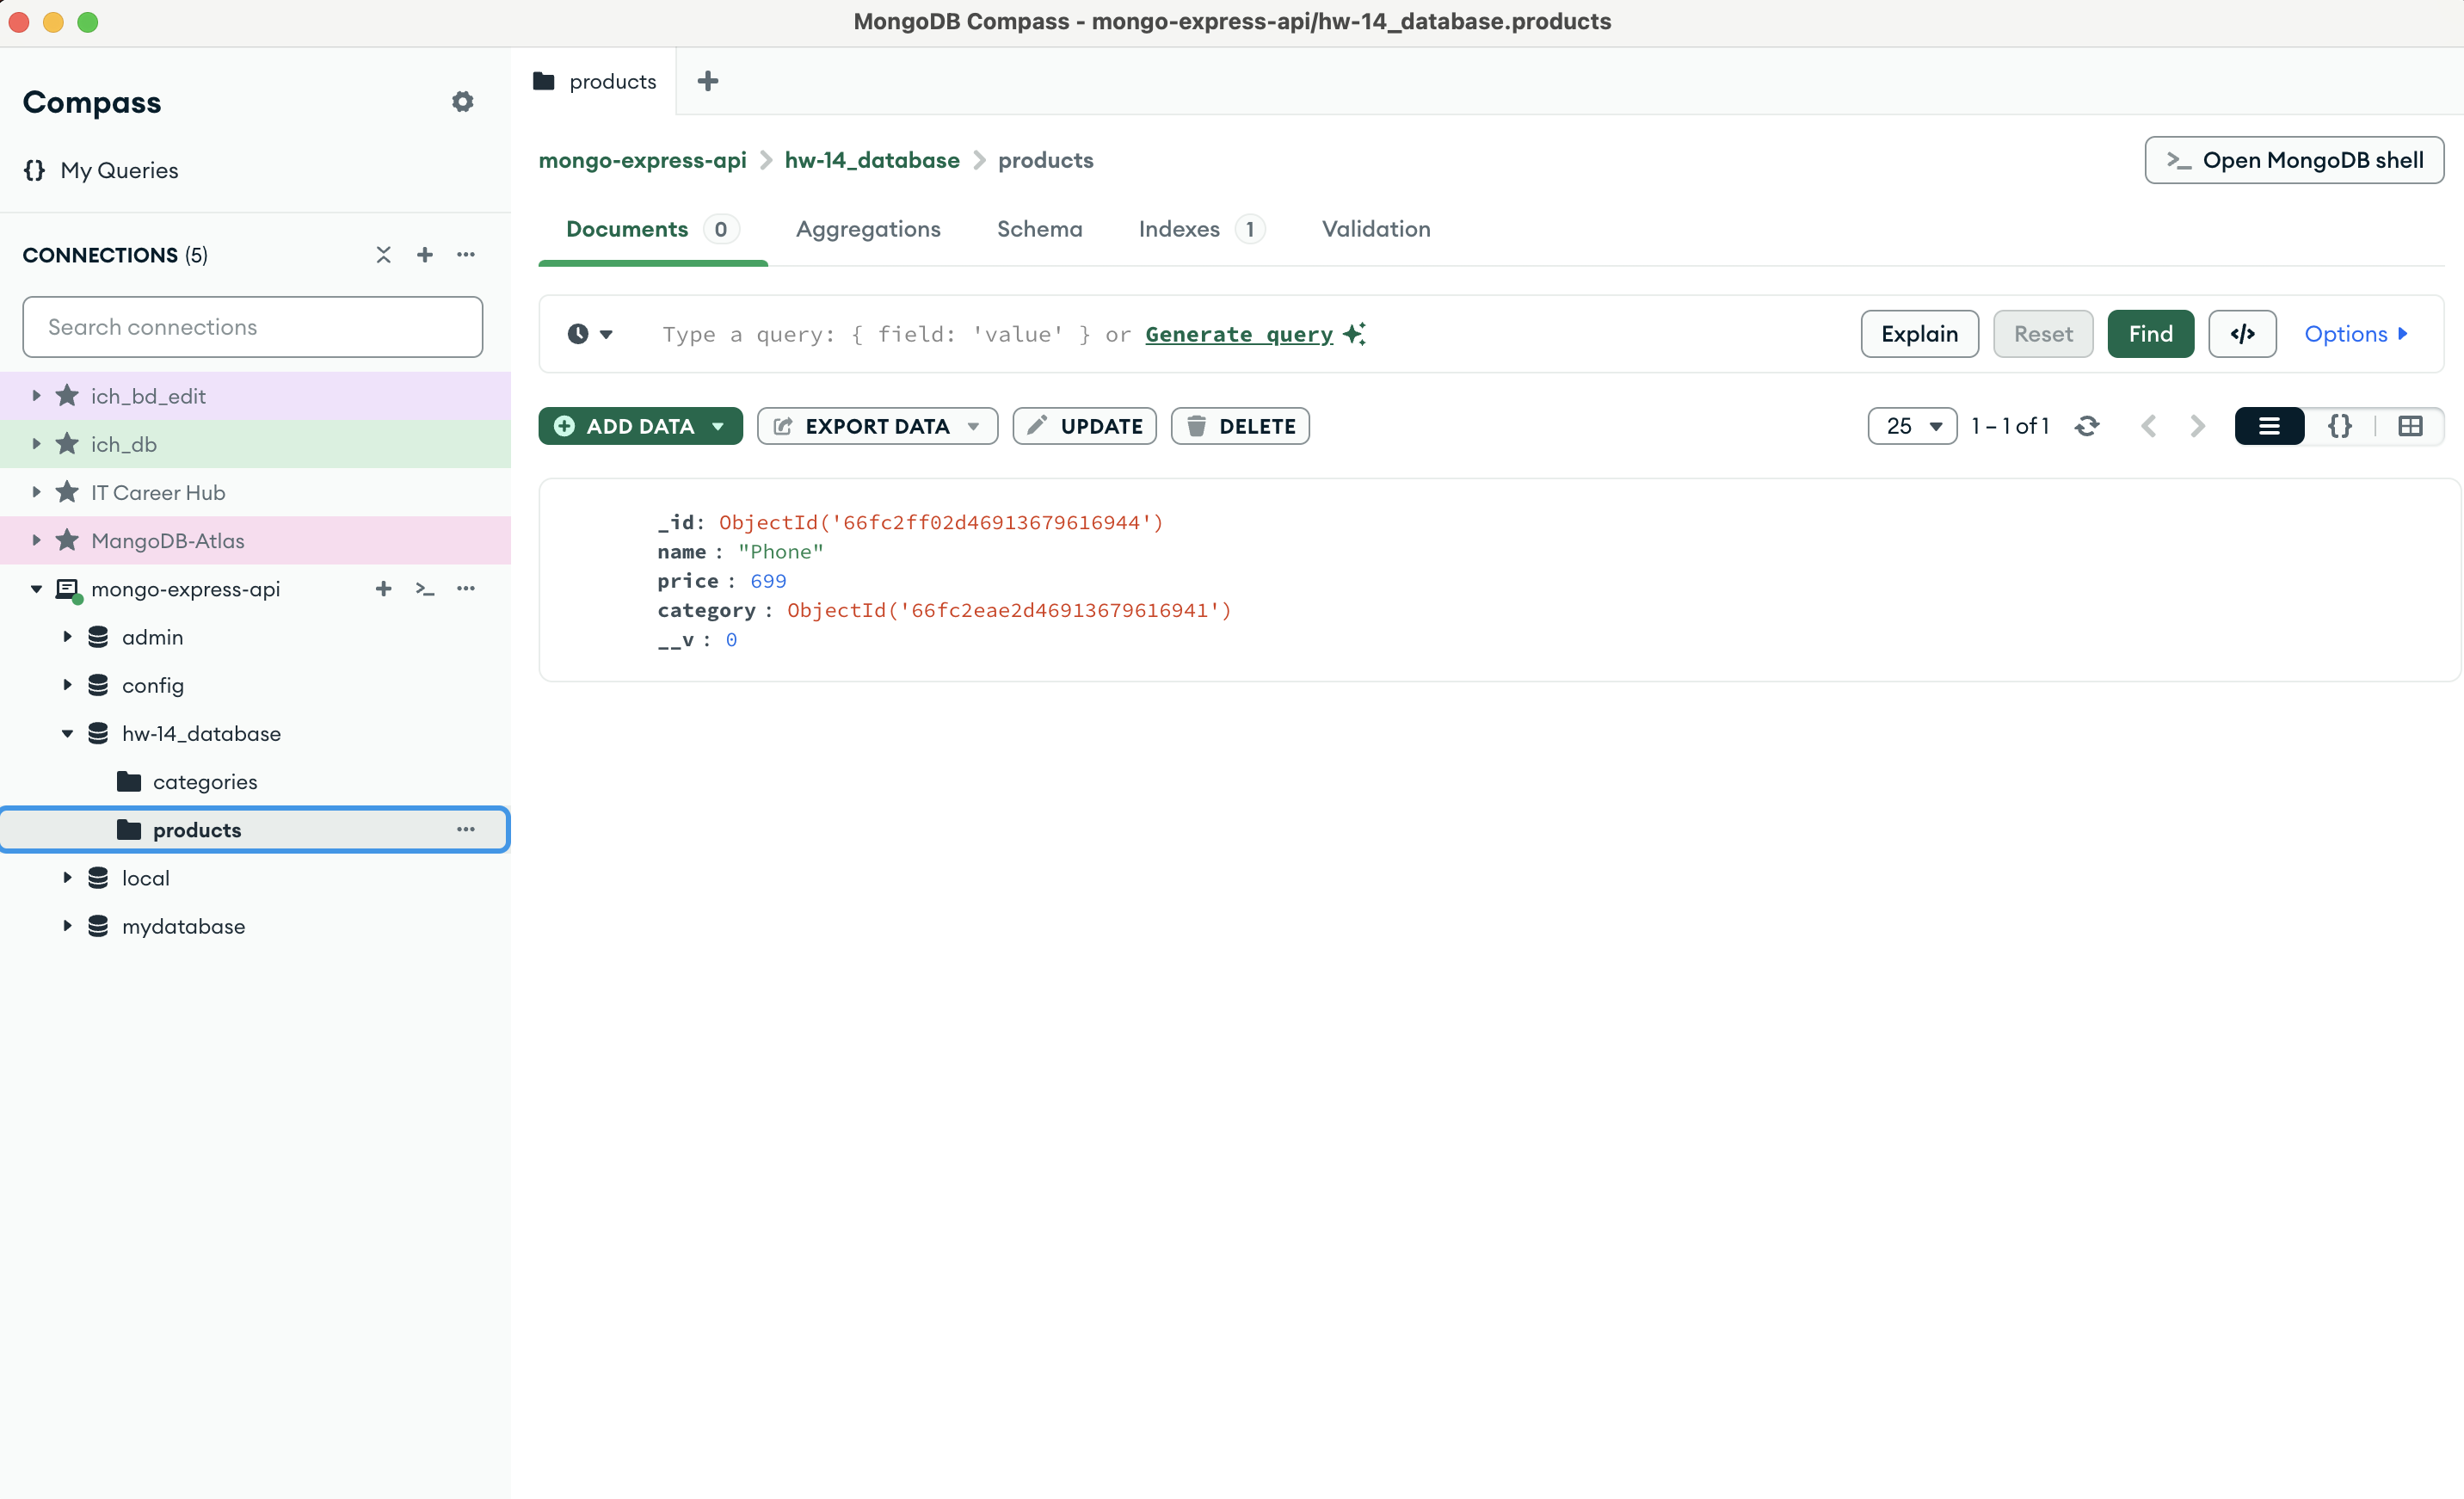 MongoDB Compass - mongo-express-api/hw-14_database.products
Compass
My Queries
CONNECTIONS (5)
Search connections
ich_bd_edit
ich_db
IT Career Hub
MangoDB-Atlas
mongo-express-api
admin
config
hw-14_database
categories
products
local
mydatabase
products
mongo-express-api > hw-14_database > products
>_ Open MongoDB shell
Documents 0 Aggregations Schema Indexes 1 Validation
Type a query: { field: 'value' } or Generate query Explain Reset Find </> Options
ADD DATA EXPORT DATA UPDATE DELETE 25 1 – 1 of 1
_id: ObjectId('66fc2ff02d46913679616944')
name : "Phone"
price : 699
category : ObjectId('66fc2eae2d46913679616941')
__v : 0